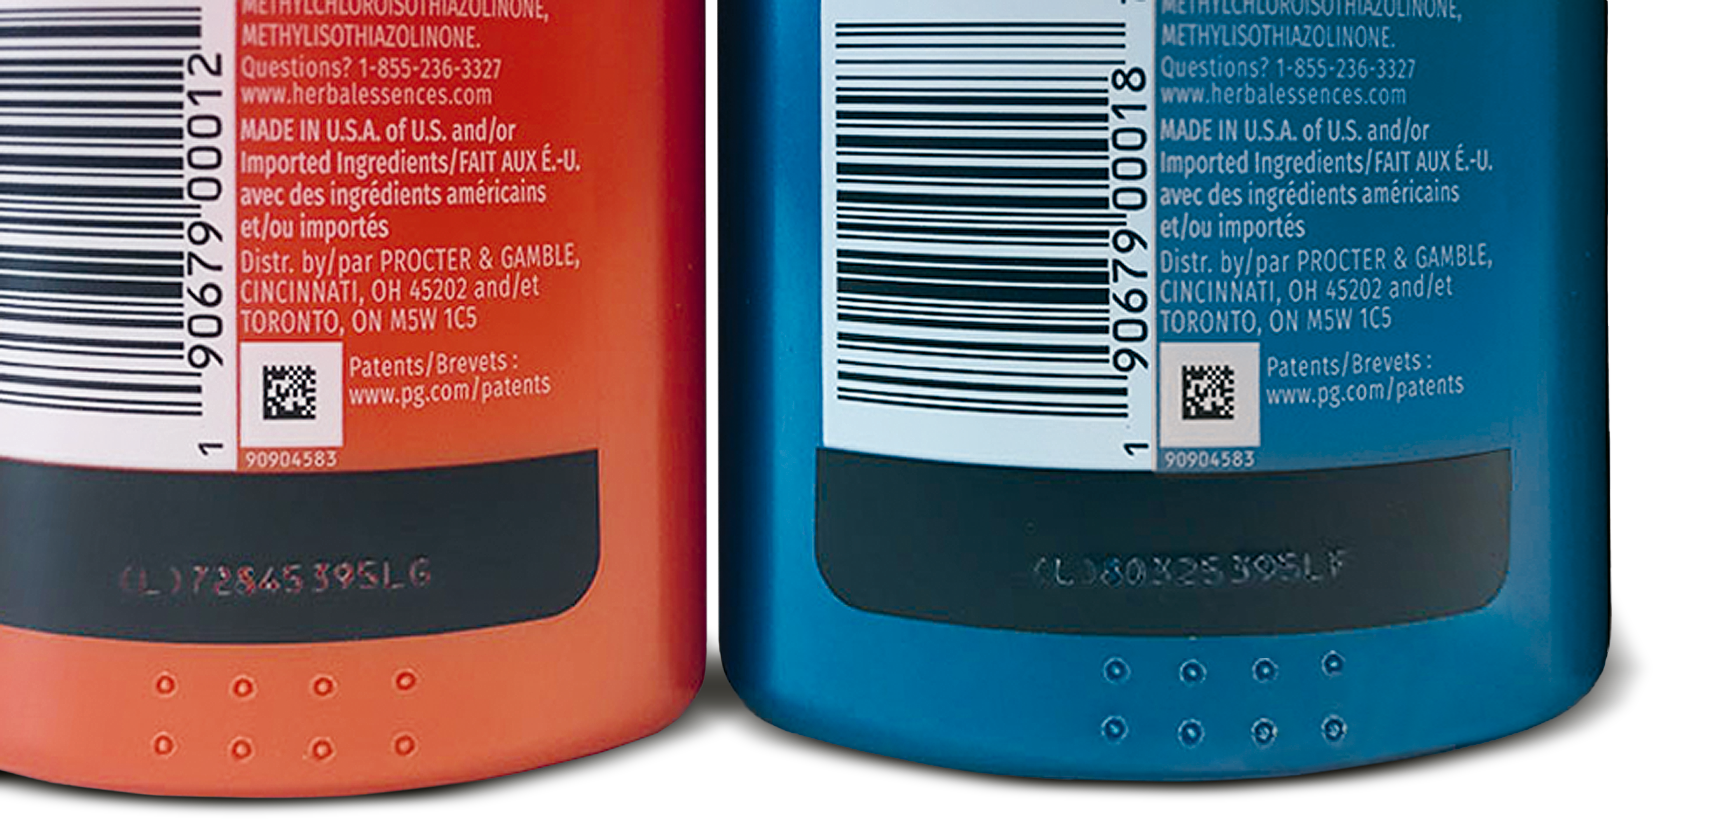 METHYLCHLOROISOTHIAZOLINONE,
METHYLISOTHIAZOLINONE.
Questions? 1-855-236-3327
www.herbalessences.com
MADE IN U.S.A. of U.S. and/or
Imported Ingredients/FAIT AUX É.-U.
avec des ingrédients américains
et/ou importés
Distr. by/par PROCTER & GAMBLE,
CINCINNATI, OH 45202 and/et
TORONTO, ON M5W 1C5
Patents/Brevets :
www.pg.com/patents
90904583
1 90679 00012
(L)72845395LG
METHYLCHLOROISOTHIAZOLINONE,
METHYLISOTHIAZOLINONE.
Questions? 1-855-236-3327
www.herbalessences.com
MADE IN U.S.A. of U.S. and/or
Imported Ingredients/FAIT AUX É.-U.
avec des ingrédients américains
et/ou importés
Distr. by/par PROCTER & GAMBLE,
CINCINNATI, OH 45202 and/et
TORONTO, ON M5W 1C5
Patents/Brevets :
www.pg.com/patents
90904583
1 90679 00018
(L)80325395LF